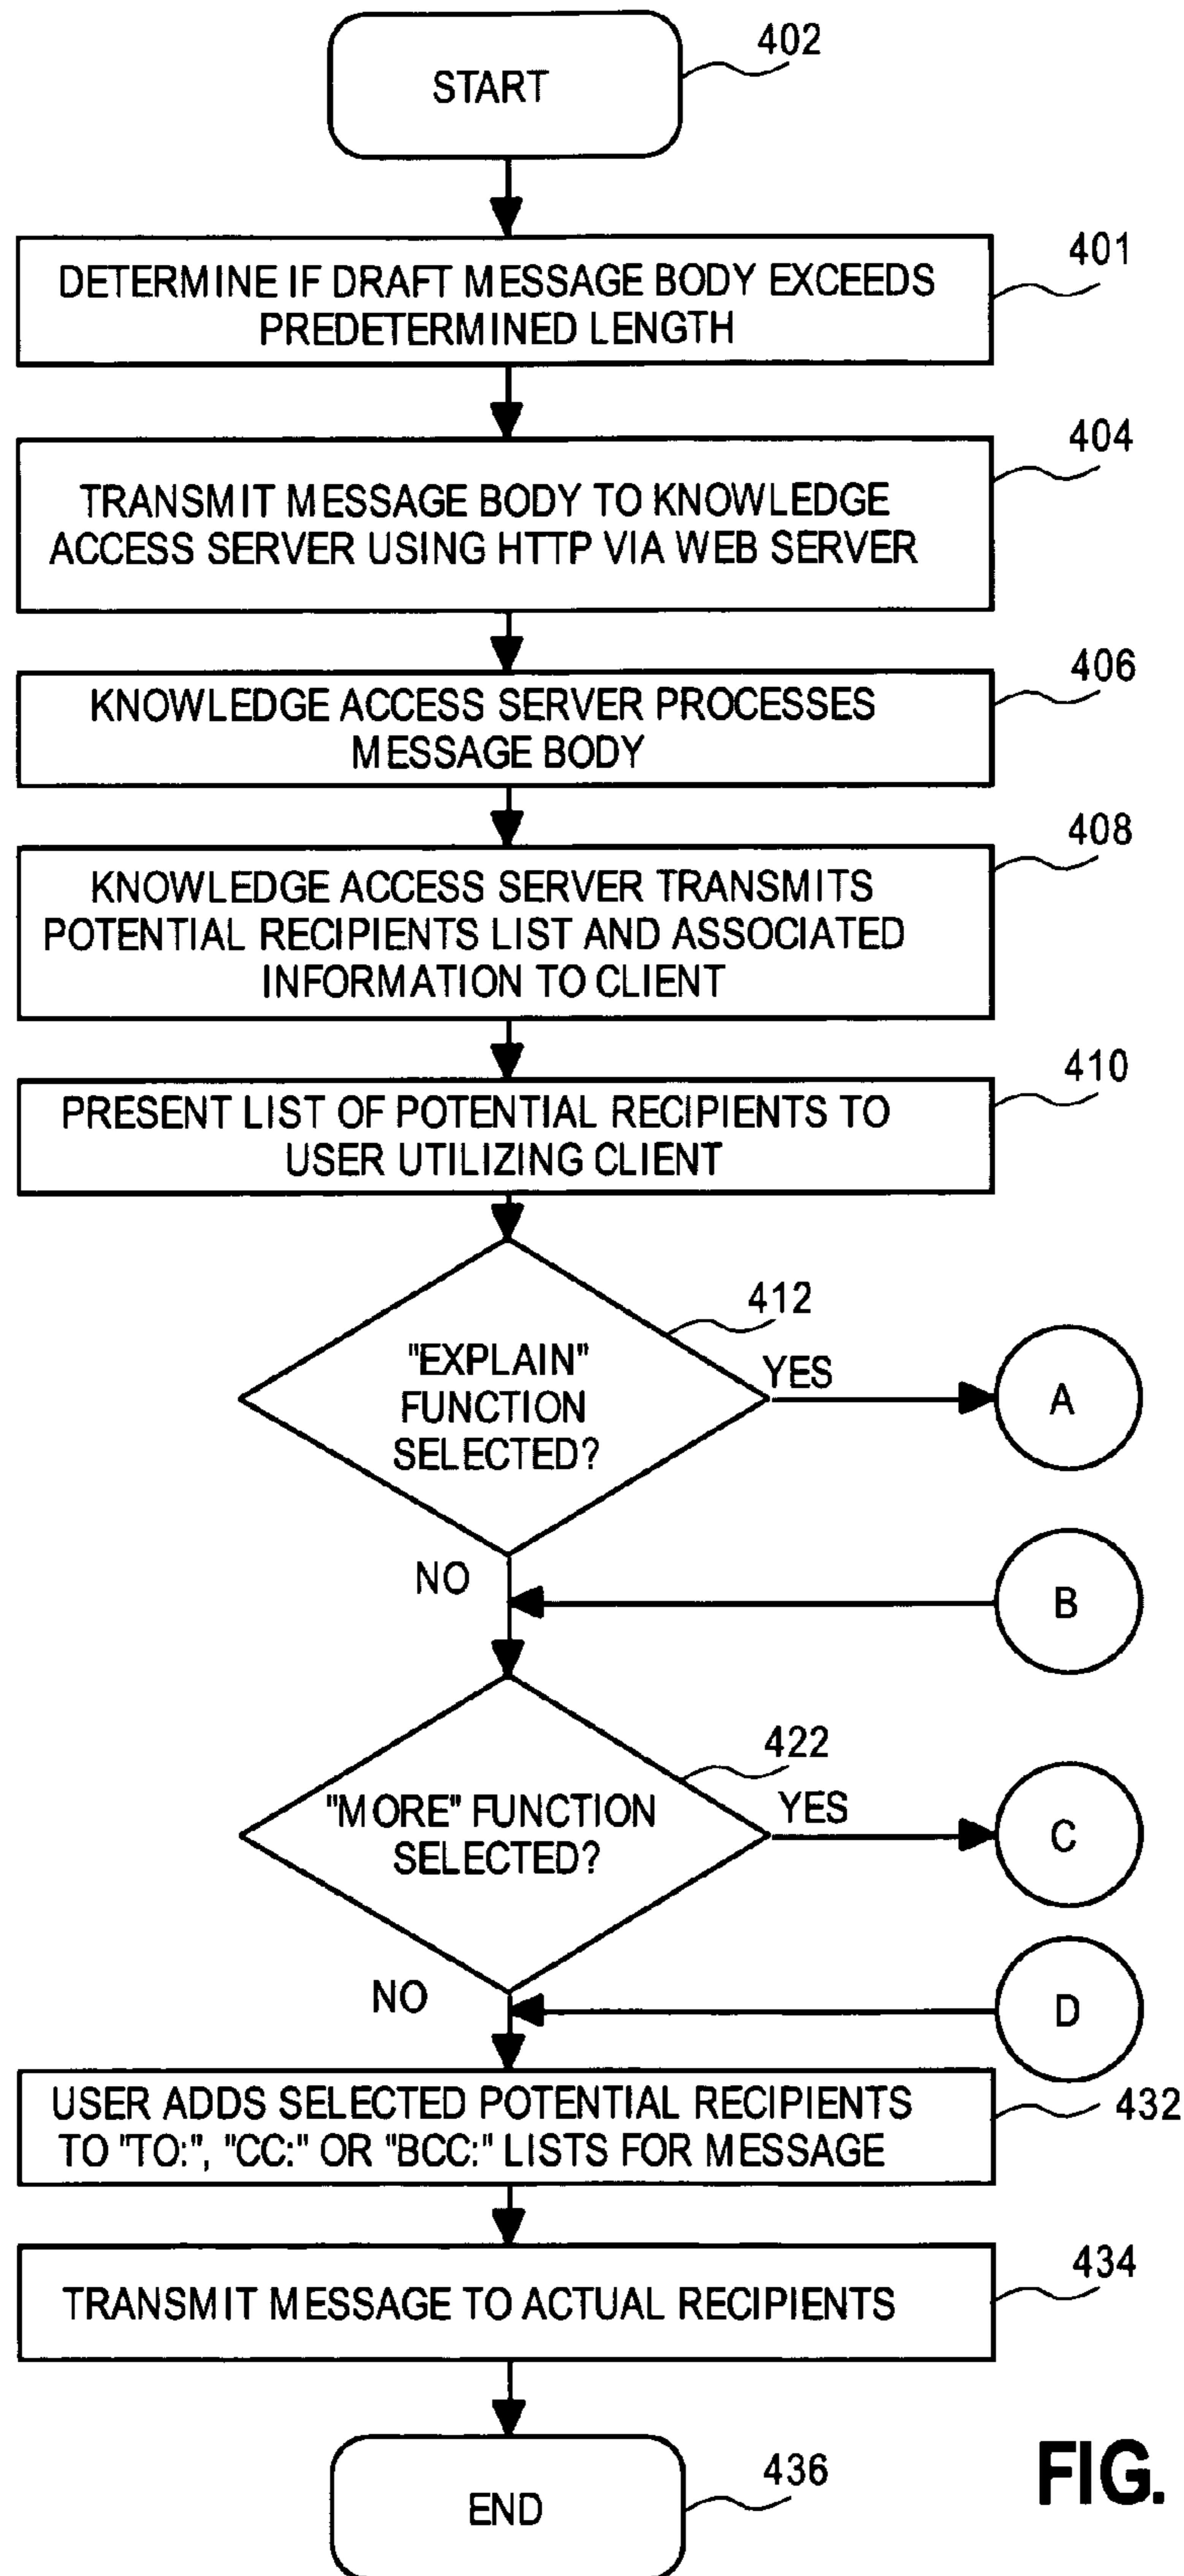 START
402
DETERMINE IF DRAFT MESSAGE BODY EXCEEDS
PREDETERMINED LENGTH
401
TRANSMIT MESSAGE BODY TO KNOWLEDGE
ACCESS SERVER USING HTTP VIA WEB SERVER
404
KNOWLEDGE ACCESS SERVER PROCESSES
MESSAGE BODY
406
KNOWLEDGE ACCESS SERVER TRANSMITS
POTENTIAL RECIPIENTS LIST AND ASSOCIATED
INFORMATION TO CLIENT
408
PRESENT LIST OF POTENTIAL RECIPIENTS TO
USER UTILIZING CLIENT
410
"EXPLAIN"
FUNCTION
SELECTED?
412
YES
A
NO
B
"MORE" FUNCTION
SELECTED?
422
YES
C
NO
D
USER ADDS SELECTED POTENTIAL RECIPIENTS
TO "TO:", "CC:" OR "BCC:" LISTS FOR MESSAGE
432
TRANSMIT MESSAGE TO ACTUAL RECIPIENTS
434
END
436
FIG.